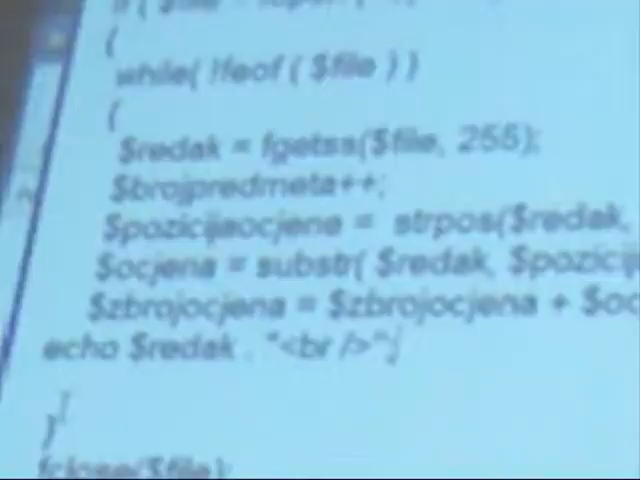 {
while( !feof ( $file ) )
{
$redak = fgetss($file, 255);
$brojpredmeta++;
$pozicijaocjene = strpos($redak,
$ocjena = substr( $redak, $pozicij
$zbrojocjena = $zbrojocjena + $oc
echo $redak . "<br />";
}
fclose($file);